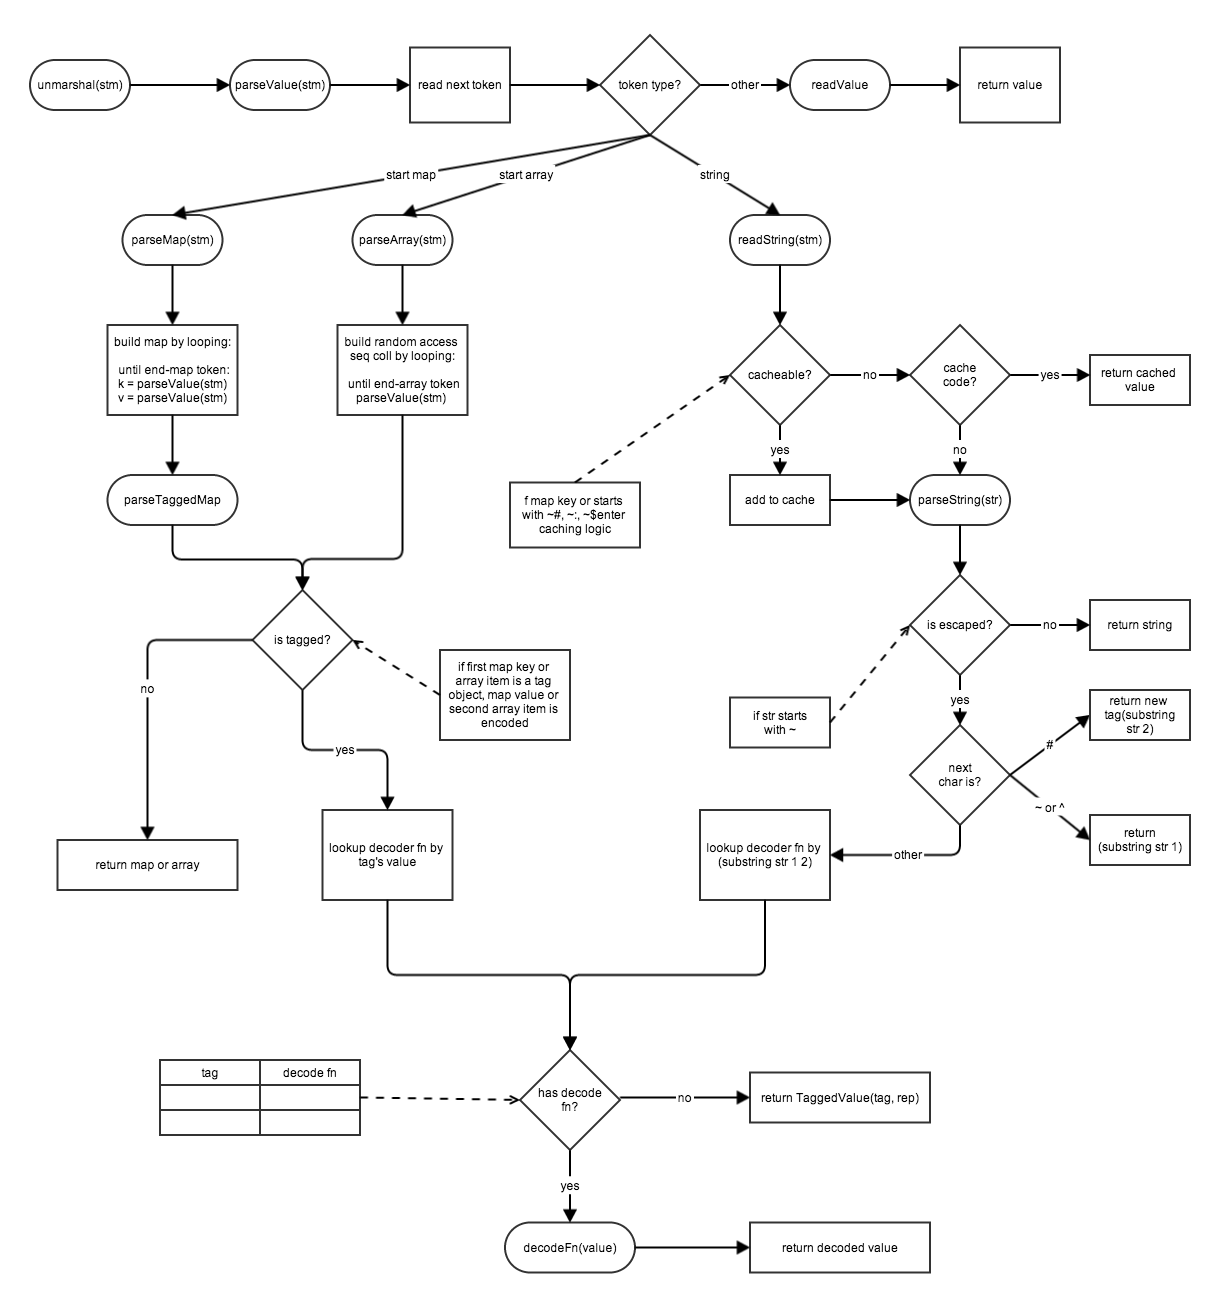 unmarshal(stm)
parseValue(stm)
read next token
token type?
other
readValue
return value
start map
start array
string
parseMap(stm)
parseArray(stm)
readString(stm)
build map by looping:
until end-map token:
k = parseValue(stm)
v = parseValue(stm)
build random access
seq coll by looping:
until end-array token
parseValue(stm)
cacheable?
no
cache
code?
yes
return cached
value
yes
no
parseTaggedMap
f map key or starts
with ~#, ~:, ~$enter
caching logic
add to cache
parseString(str)
is tagged?
is escaped?
no
return string
no
if first map key or
array item is a tag
object, map value or
second array item is
encoded
if str starts
with ~
yes
return new
tag(substring
str 2)
yes
#
next
char is?
~ or ^
return
(substring str 1)
return map or array
lookup decoder fn by
tag's value
lookup decoder fn by
(substring str 1 2)
other
tag
decode fn
has decode
fn?
no
return TaggedValue(tag, rep)
yes
decodeFn(value)
return decoded value